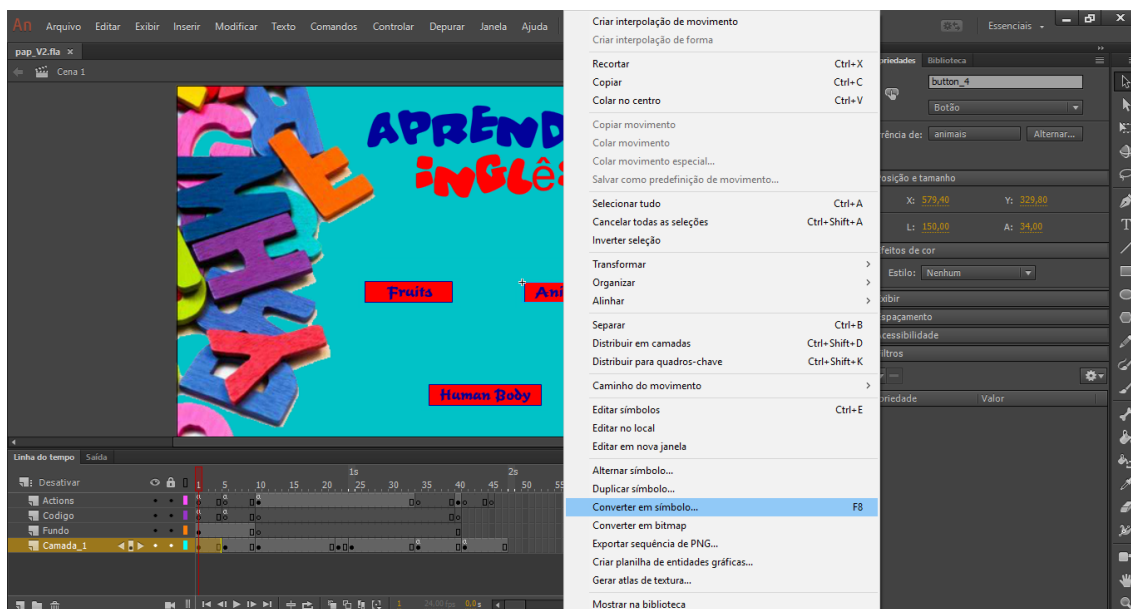 An Arquivo Editar Exibir Inserir Modificar Texto Comandos Controlar Depurar Janela Ajuda
Essenciais
pap_V2.fla ×
Cena 1
APREND
INGLÊ
Fruits
Ani
Human Body
Criar interpolação de movimento
Criar interpolação de forma
Recortar Ctrl+X
Copiar Ctrl+C
Colar no centro Ctrl+V
Copiar movimento
Colar movimento
Colar movimento especial...
Salvar como predefinição de movimento...
Selecionar tudo Ctrl+A
Cancelar todas as seleções Ctrl+Shift+A
Inverter seleção
Transformar
Organizar
Alinhar
Separar Ctrl+B
Distribuir em camadas Ctrl+Shift+D
Distribuir para quadros-chave Ctrl+Shift+K
Caminho do movimento
Editar símbolos Ctrl+E
Editar no local
Editar em nova janela
Alternar símbolo...
Duplicar símbolo...
Converter em símbolo... F8
Converter em bitmap
Exportar sequência de PNG...
Criar planilha de entidades gráficas...
Gerar atlas de textura...
Mostrar na biblioteca
priedades Biblioteca
button_4
Botão
rência de: animais Alternar...
osição e tamanho
X: 579,40 Y: 329,80
L: 150,00 A: 34,00
feitos de cor
Estilo: Nenhum
xibir
spaçamento
cessibilidade
iltros
priedade Valor
Linha do tempo Saída
1s 2s
Desativar 1 5 10 15 20 25 30 35 40 45 50 55
Actions
Codigo
Fundo
Camada_1
1 24,00 fps 0,0 s